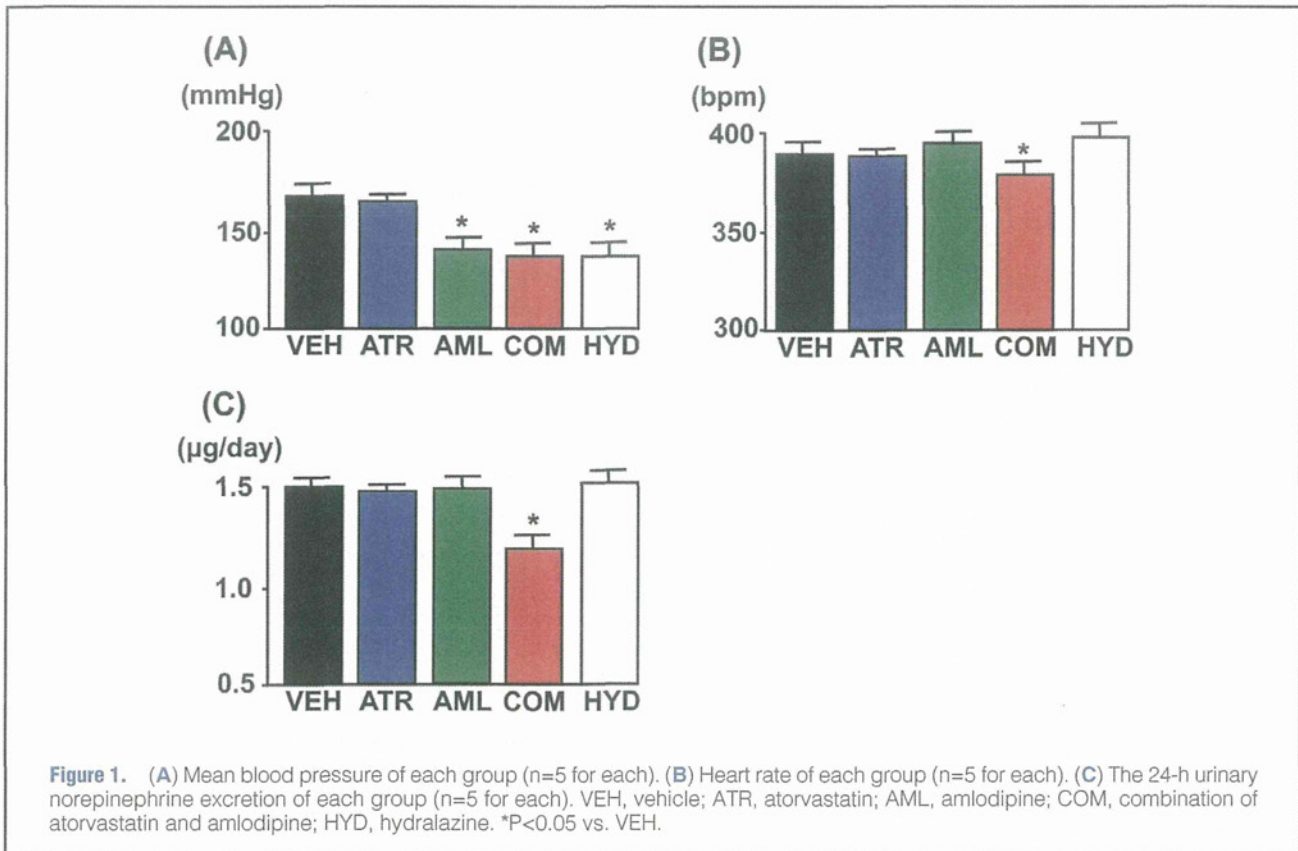 (A)
(mmHg)
200
150
100
* * *
VEH ATR AML COM HYD
(B)
(bpm)
400
300
*
VEH ATR AML COM HYD
(C)
(µg/day)
1.5
1.0
0.5
*
VEH ATR AML COM HYD
Figure 1. (A) Mean blood pressure of each group (n=5 for each). (B) Heart rate of each group (n=5 for each). (C) The 24-h urinary
norepinephrine excretion of each group (n=5 for each). VEH, vehicle; ATR, atorvastatin; AML, amlodipine; COM, combination of
atorvastatin and amlodipine; HYD, hydralazine. *P<0.05 vs. VEH.